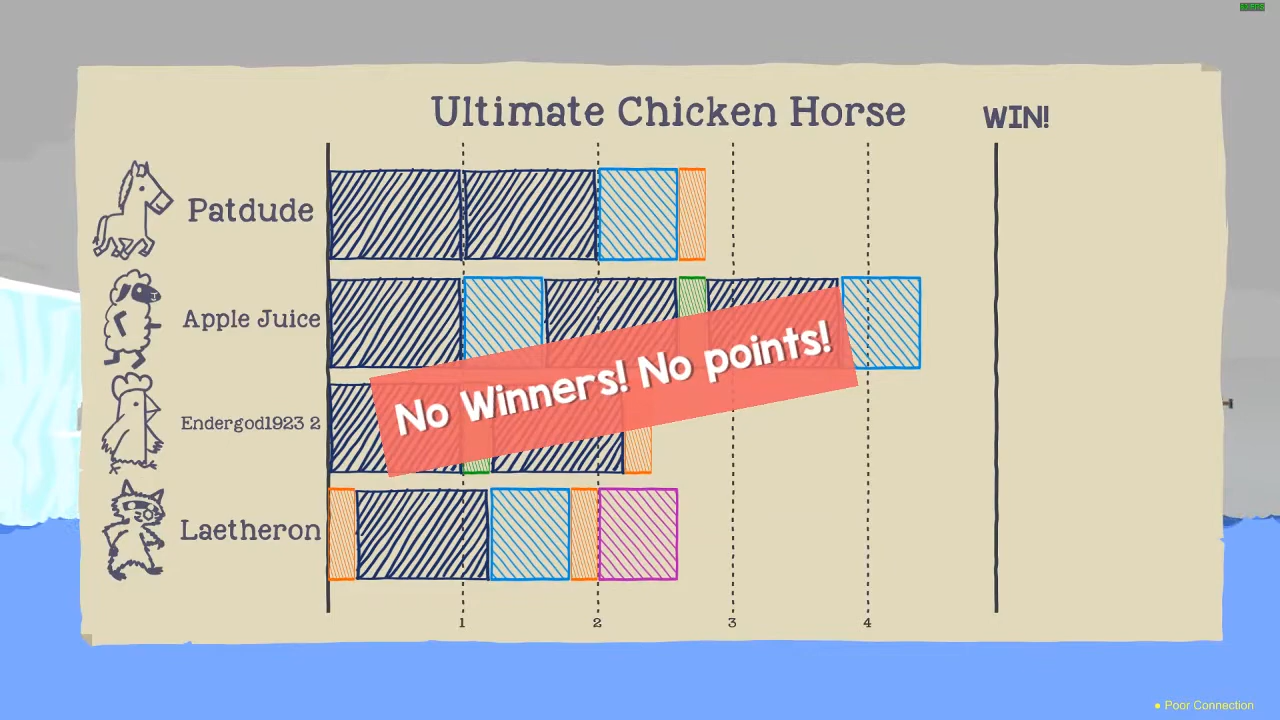 Ultimate Chicken Horse
WIN!
Patdude
Apple Juice
No Winners! No points!
Endergod1923 2
Laetheron
1 2 3 4
Poor Connection